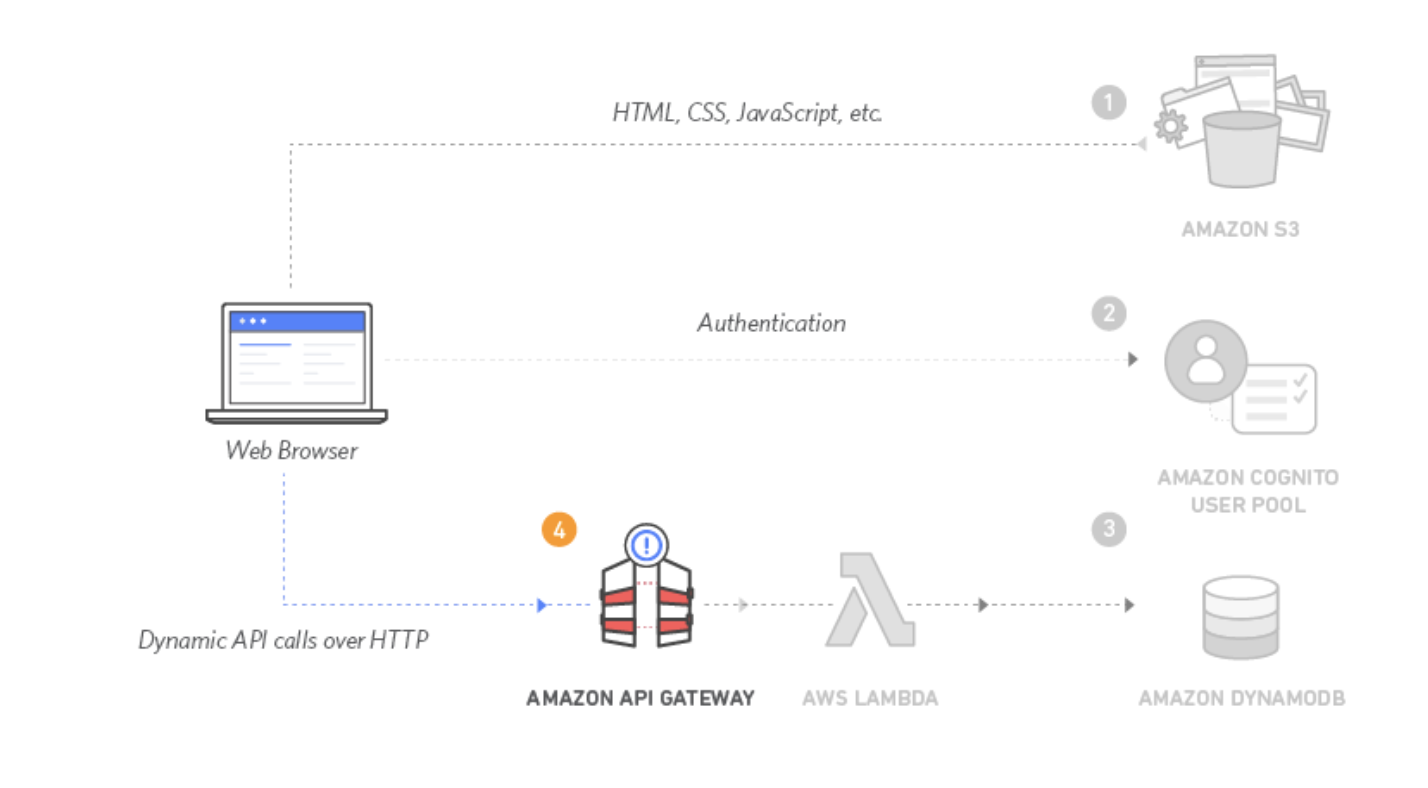 HTML, CSS, JavaScript, etc.
1
AMAZON S3
Authentication
2
Web Browser
AMAZON COGNITO
USER POOL
4
3
Dynamic API calls over HTTP
AMAZON API GATEWAY
AWS LAMBDA
AMAZON DYNAMODB